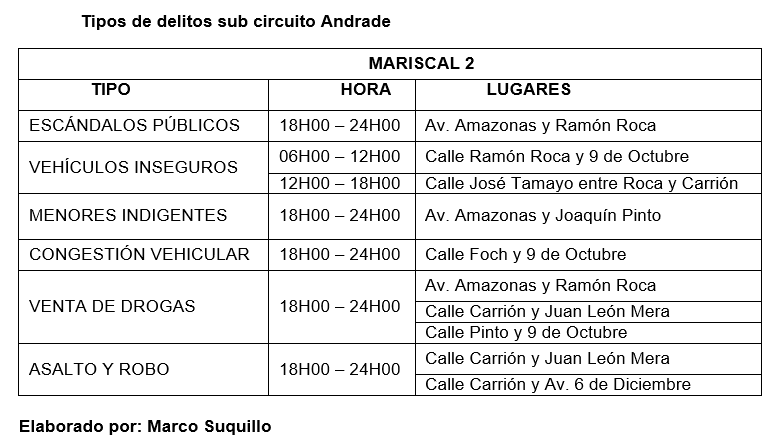 Tipos de delitos sub circuito Andrade
MARISCAL 2
TIPO HORA LUGARES
ESCÁNDALOS PÚBLICOS 18H00 – 24H00 Av. Amazonas y Ramón Roca
VEHÍCULOS INSEGUROS 06H00 – 12H00 Calle Ramón Roca y 9 de Octubre
12H00 – 18H00 Calle José Tamayo entre Roca y Carrión
MENORES INDIGENTES 18H00 – 24H00 Av. Amazonas y Joaquín Pinto
CONGESTIÓN VEHICULAR 18H00 – 24H00 Calle Foch y 9 de Octubre
VENTA DE DROGAS 18H00 – 24H00 Av. Amazonas y Ramón Roca
Calle Carrión y Juan León Mera
Calle Pinto y 9 de Octubre
ASALTO Y ROBO 18H00 – 24H00 Calle Carrión y Juan León Mera
Calle Carrión y Av. 6 de Diciembre
Elaborado por: Marco Suquillo